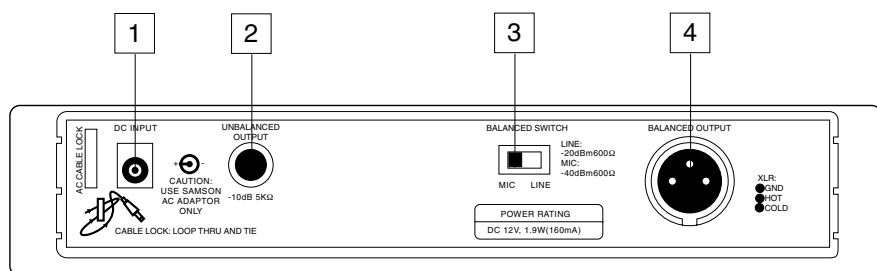 1
2
3
4
AC CABLE LOCK
DC INPUT
+ -
CAUTION:
USE SAMSON
AC ADAPTOR
ONLY
CABLE LOCK: LOOP THRU AND TIE
UNBALANCED
OUTPUT
-10dB 5KΩ
BALANCED SWITCH
LINE:
-20dBm600Ω
MIC:
-40dBm600Ω
MIC LINE
POWER RATING
DC 12V, 1.9W(160mA)
BALANCED OUTPUT
XLR:
GND
HOT
COLD